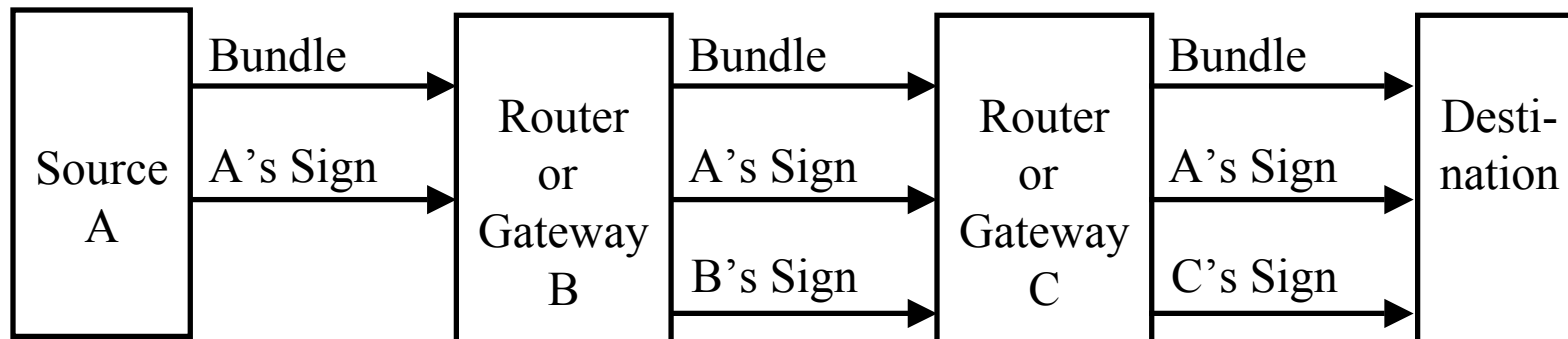 Source
A
Bundle
A’s Sign
Router
or
Gateway
B
Bundle
A’s Sign
B’s Sign
Router
or
Gateway
C
Bundle
A’s Sign
C’s Sign
Desti-
nation